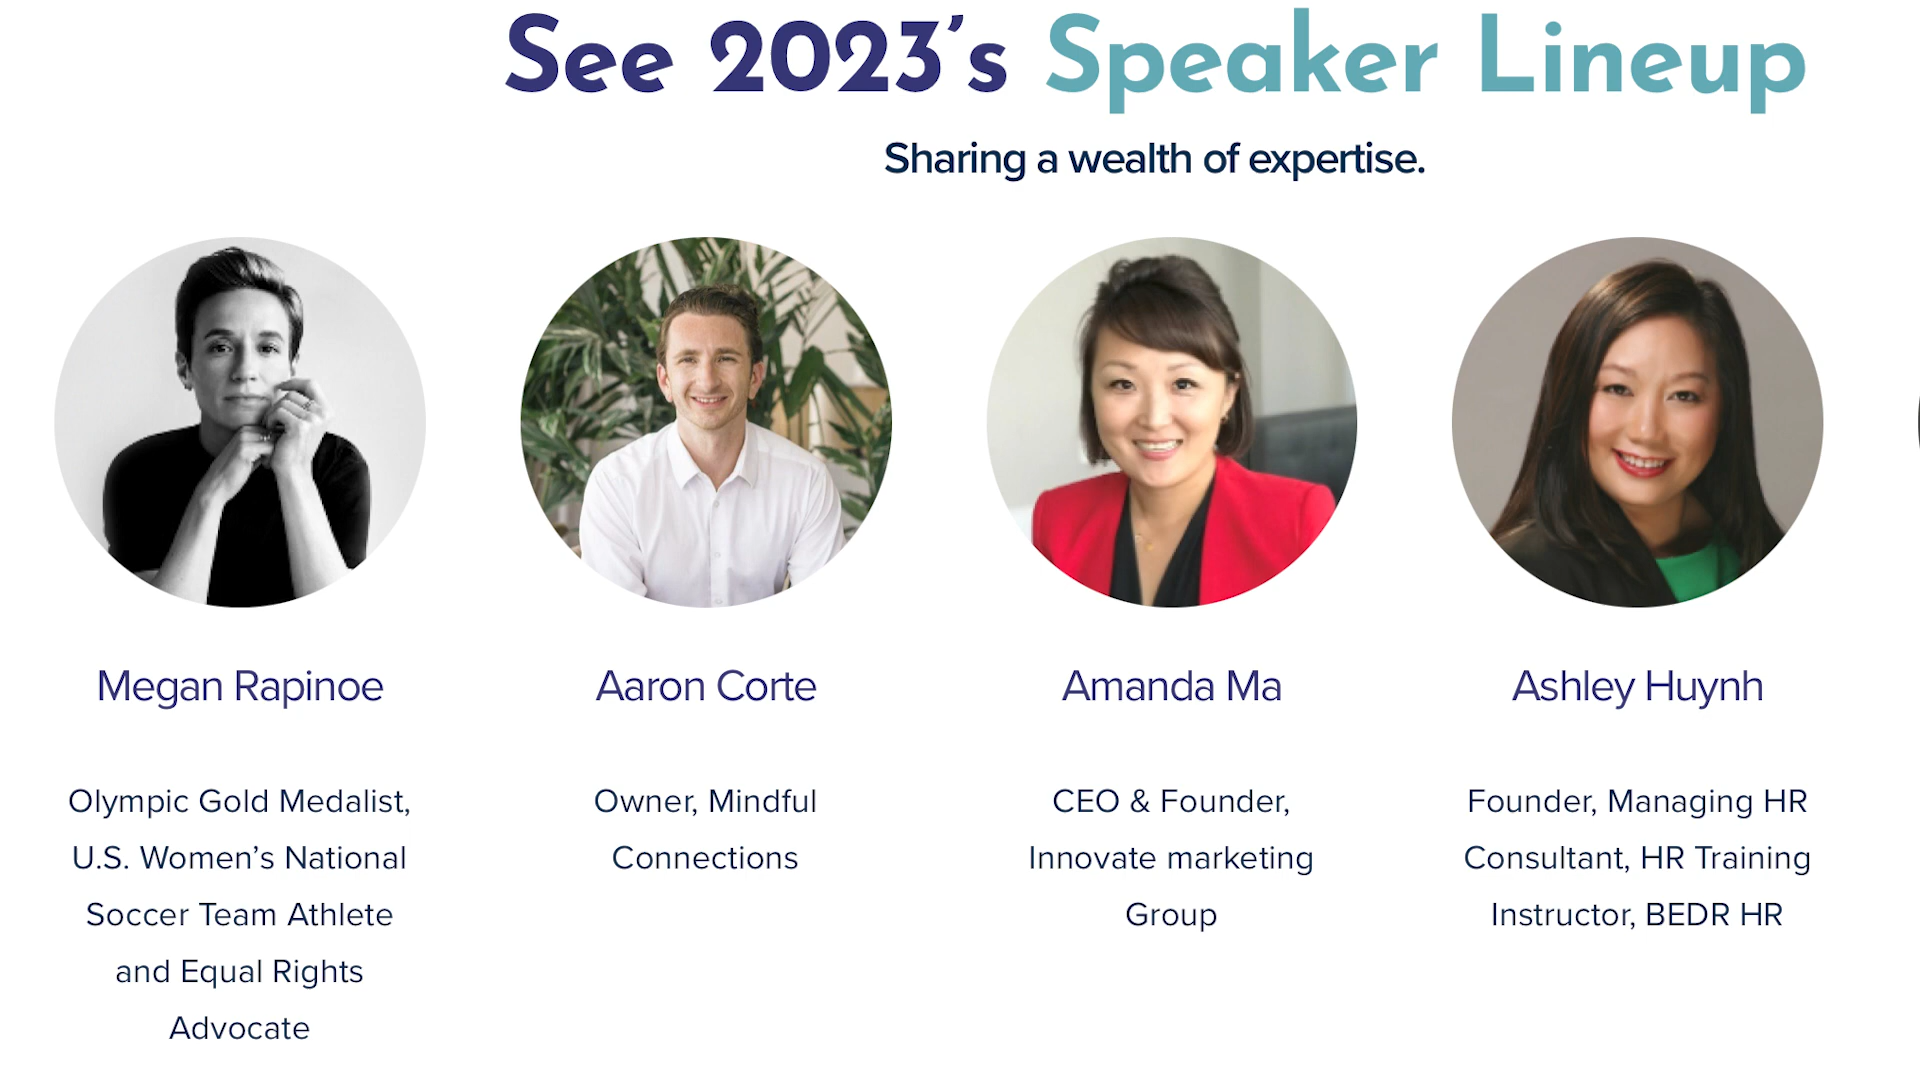 See 2023's Speaker Lineup
Sharing a wealth of expertise.
Megan Rapinoe
Olympic Gold Medalist,
U.S. Women’s National
Soccer Team Athlete
and Equal Rights
Advocate
Aaron Corte
Owner, Mindful
Connections
Amanda Ma
CEO & Founder,
Innovate marketing
Group
Ashley Huynh
Founder, Managing HR
Consultant, HR Training
Instructor, BEDR HR